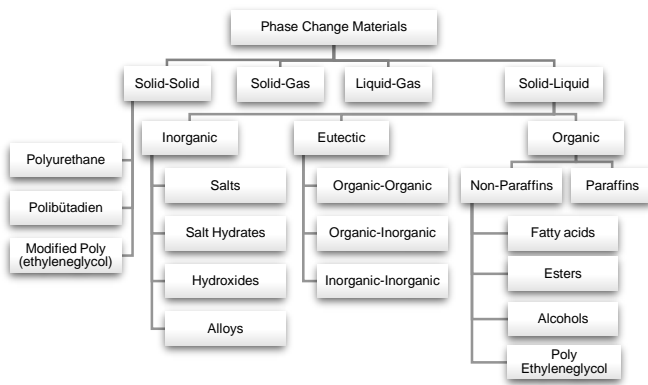 Phase Change Materials
Solid-Solid
Solid-Gas
Liquid-Gas
Solid-Liquid
Inorganic
Eutectic
Organic
Polyurethane
Polibütadien
Modified Poly
(ethyleneglycol)
Salts
Salt Hydrates
Hydroxides
Alloys
Organic-Organic
Organic-Inorganic
Inorganic-Inorganic
Non-Paraffins
Paraffins
Fatty acids
Esters
Alcohols
Poly
Ethyleneglycol